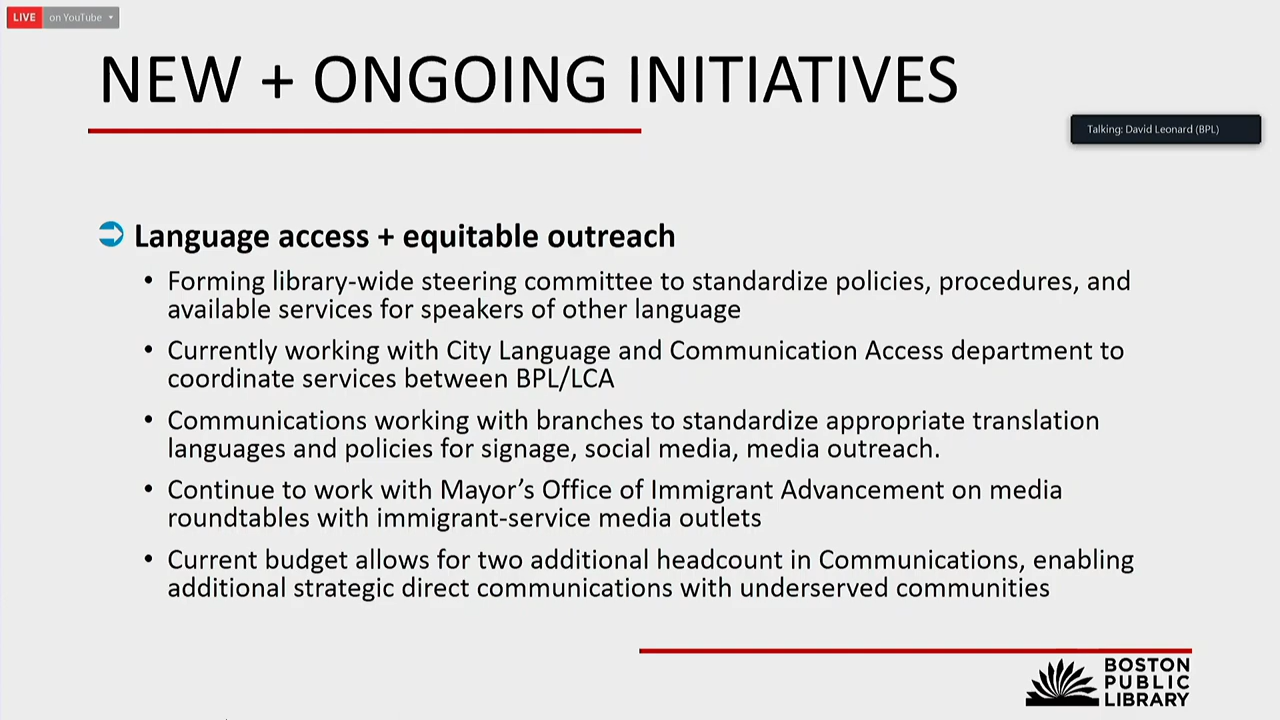 LIVE on YouTube
NEW + ONGOING INITIATIVES
Talking: David Leonard (BPL)
Language access + equitable outreach
• Forming library-wide steering committee to standardize policies, procedures, and
available services for speakers of other language
• Currently working with City Language and Communication Access department to
coordinate services between BPL/LCA
• Communications working with branches to standardize appropriate translation
languages and policies for signage, social media, media outreach.
• Continue to work with Mayor’s Office of Immigrant Advancement on media
roundtables with immigrant-service media outlets
• Current budget allows for two additional headcount in Communications, enabling
additional strategic direct communications with underserved communities
BOSTON
PUBLIC
LIBRARY